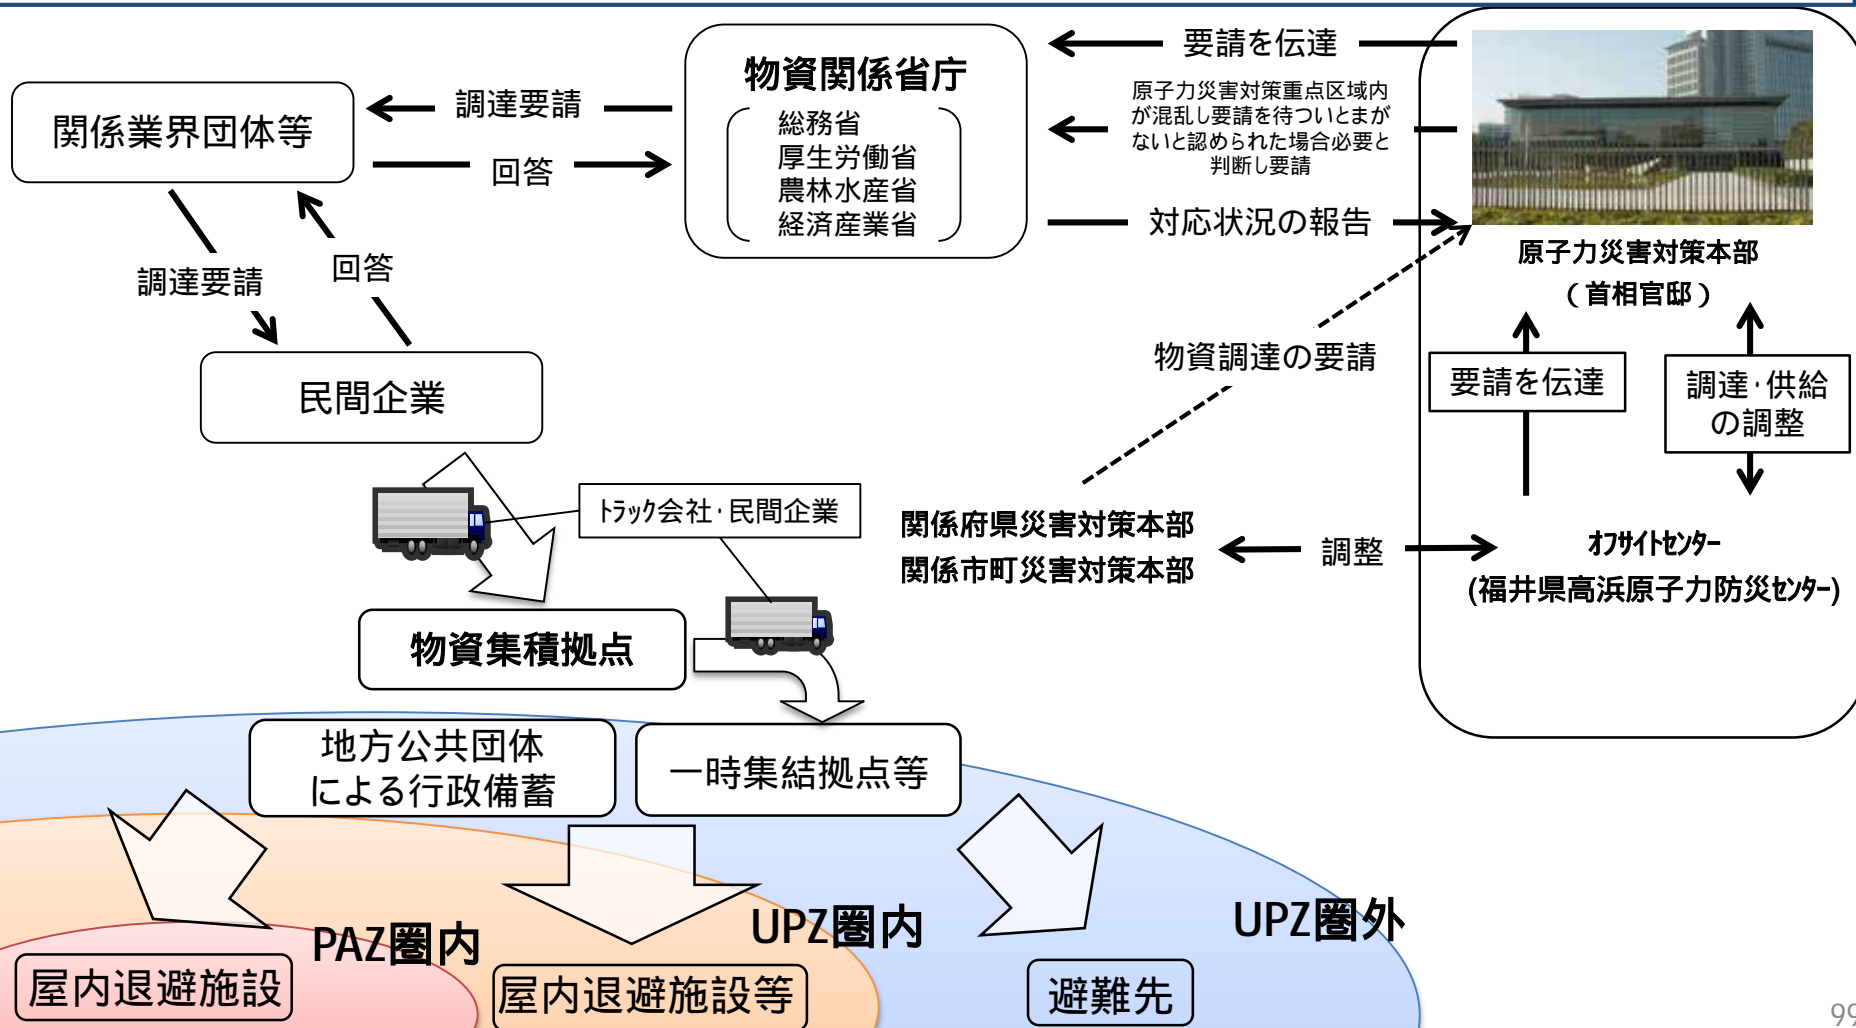 要請を伝達
物資関係省庁
総務省
厚生労働省
農林水産省
経済産業省
調達要請
回答
関係業界団体等
原子力災害対策重点区域内
が混乱し要請を待ついとまが
ないと認められた場合必要と
判断し要請
対応状況の報告
原子力災害対策本部
（首相官邸）
調達要請
回答
民間企業
物資調達の要請
要請を伝達
調達・供給
の調整
トラック会社・民間企業
関係府県災害対策本部
関係市町災害対策本部
調整
オフサイトセンター
(福井県高浜原子力防災センター)
物資集積拠点
地方公共団体
による行政備蓄
一時集結拠点等
PAZ圏内
UPZ圏内
UPZ圏外
屋内退避施設
屋内退避施設等
避難先
99